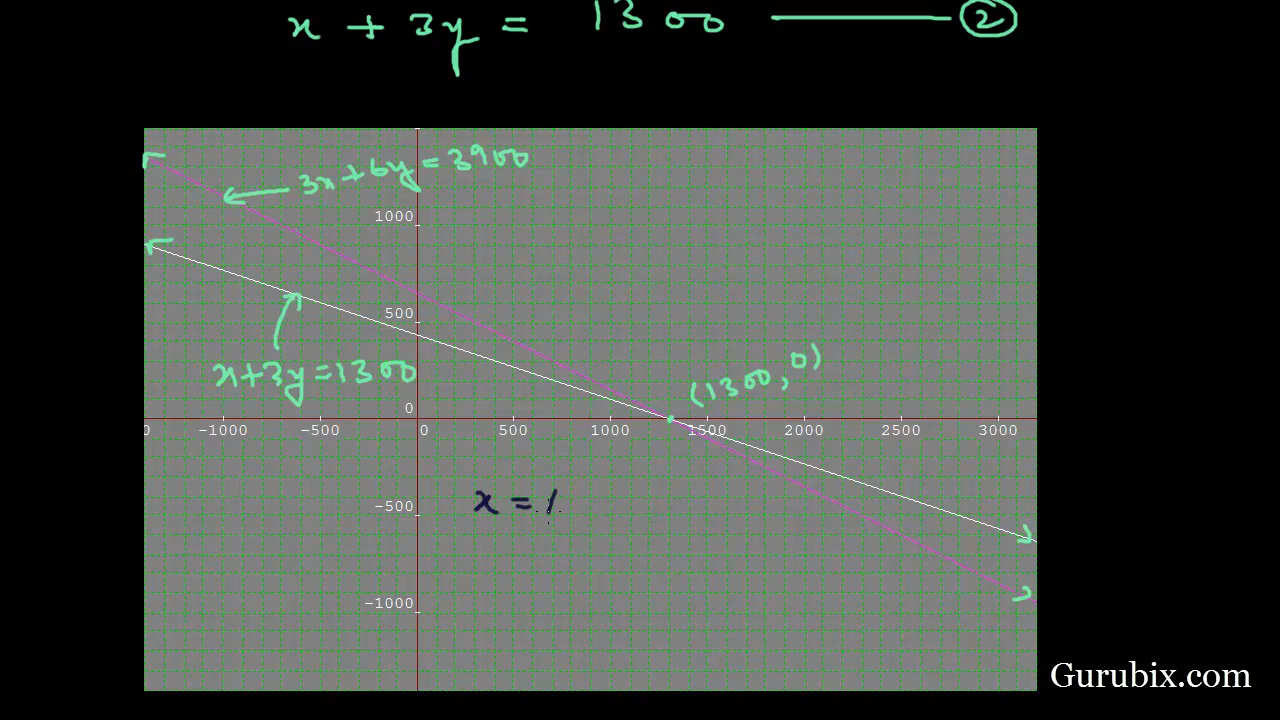 x + 3y = 1300 ——— ②
3x + 6y = 3900
1000
500
x+3y=1300
(1300, 0)
0
0 -1000 -500 0 500 1000 1500 2000 2500 3000
x = 1
-500
-1000
Gurubix.com